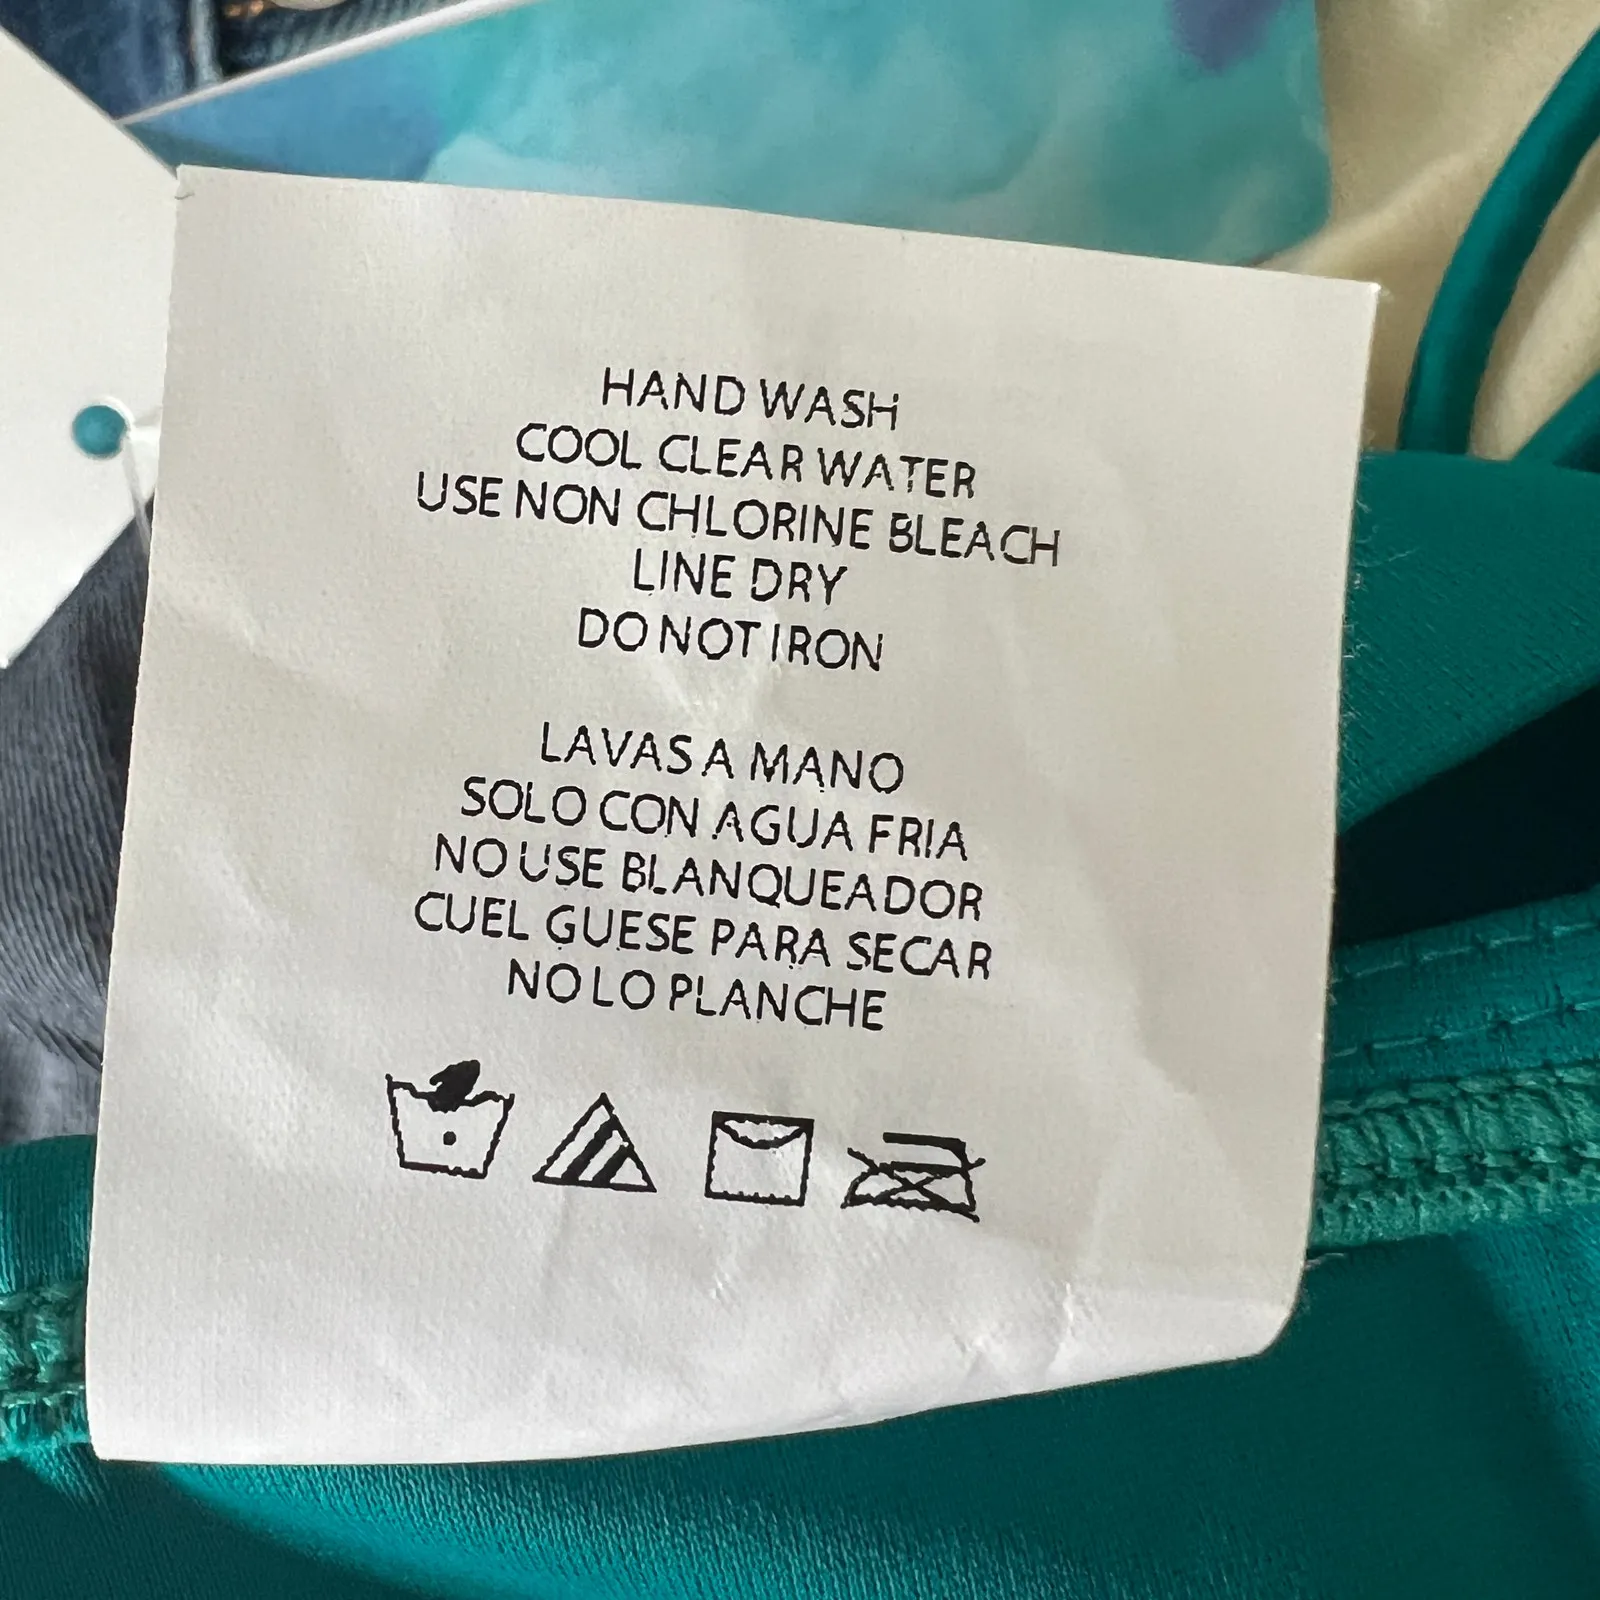 HAND WASH
COOL CLEAR WATER
USE NON CHLORINE BLEACH
LINE DRY
DO NOT IRON
LAVAS A MANO
SOLO CON AGUA FRIA
NO USE BLANQUEADOR
CUEL GUESE PARA SECAR
NO LO PLANCHE